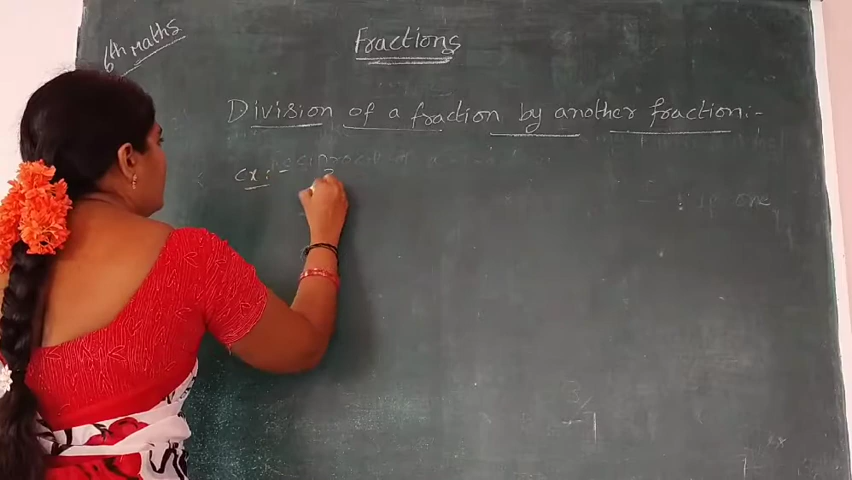 6th Maths
Fractions
Division of a fraction by another fraction:-
Ex:-